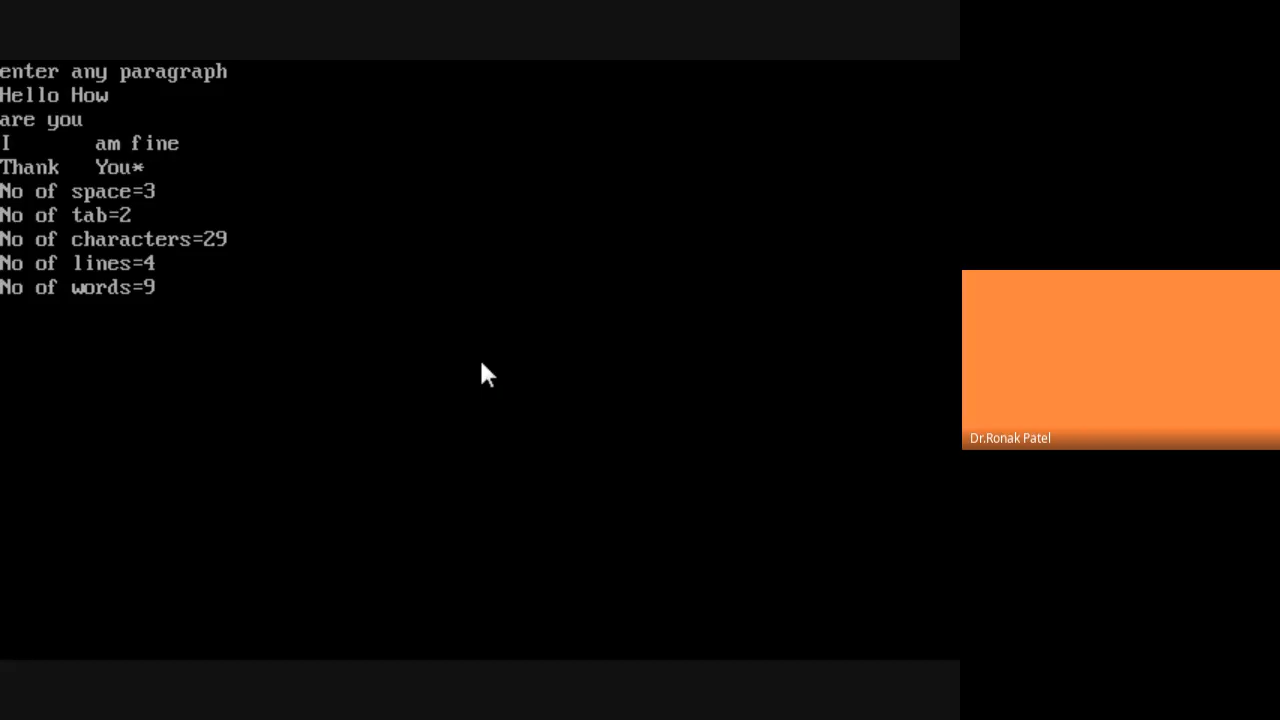 enter any paragraph
Hello How
are you
I       am fine
Thank   You*
No of space=3
No of tab=2
No of characters=29
No of lines=4
No of words=9
Dr.Ronak Patel